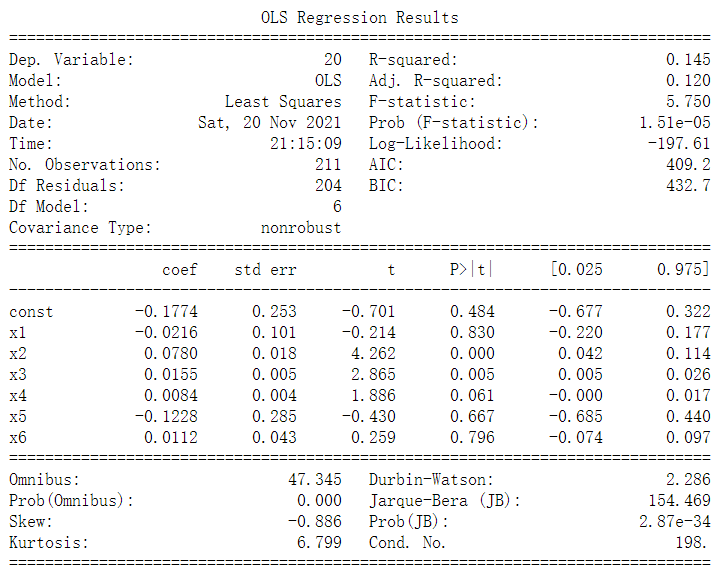 OLS Regression Results
==============================================================================
Dep. Variable: 20 R-squared: 0.145
Model: OLS Adj. R-squared: 0.120
Method: Least Squares F-statistic: 5.750
Date: Sat, 20 Nov 2021 Prob (F-statistic): 1.51e-05
Time: 21:15:09 Log-Likelihood: -197.61
No. Observations: 211 AIC: 409.2
Df Residuals: 204 BIC: 432.7
Df Model: 6
Covariance Type: nonrobust
==============================================================================
coef std err t P>|t| [0.025 0.975]
------------------------------------------------------------------------------
const -0.1774 0.253 -0.701 0.484 -0.677 0.322
x1 -0.0216 0.101 -0.214 0.830 -0.220 0.177
x2 0.0780 0.018 4.262 0.000 0.042 0.114
x3 0.0155 0.005 2.865 0.005 0.005 0.026
x4 0.0084 0.004 1.886 0.061 -0.000 0.017
x5 -0.1228 0.285 -0.430 0.667 -0.685 0.440
x6 0.0112 0.043 0.259 0.796 -0.074 0.097
==============================================================================
Omnibus: 47.345 Durbin-Watson: 2.286
Prob(Omnibus): 0.000 Jarque-Bera (JB): 154.469
Skew: -0.886 Prob(JB): 2.87e-34
Kurtosis: 6.799 Cond. No. 198.
==============================================================================